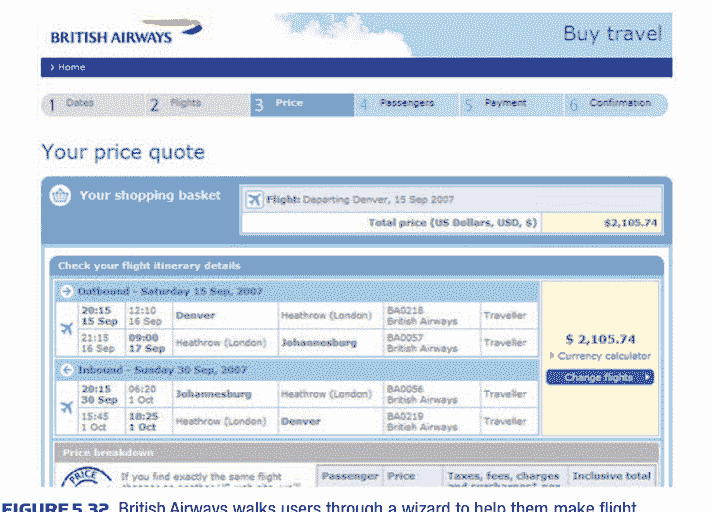 BRITISH AIRWAYS
Buy travel
› Home
1 Dates 2 Flights 3 Price 4 Passengers 5 Payment 6 Confirmation
Your price quote
Your shopping basket
Flight: Departing Denver, 15 Sep 2007
Total price (US Dollars, USD, $) $2,105.74
Check your flight itinerary details
Outbound - Saturday 15 Sep, 2007
20:15 12:10 Denver Heathrow (London) BA0218 Traveller
15 Sep 16 Sep British Airways
21:15 09:00 Heathrow (London) Johannesburg BA0057 Traveller
16 Sep 17 Sep British Airways
$ 2,105.74
Currency calculator
Change flights
Inbound - Sunday 30 Sep, 2007
20:15 06:20 Johannesburg Heathrow (London) BA0056 Traveller
30 Sep 1 Oct British Airways
15:45 18:25 Heathrow (London) Denver BA0219 Traveller
1 Oct 1 Oct British Airways
Price breakdown
PRICE
If you find exactly the same flight
Passenger Price Taxes, fees, charges Inclusive total
FIGURE 5.32 British Airways walks users through a wizard to help them make flight